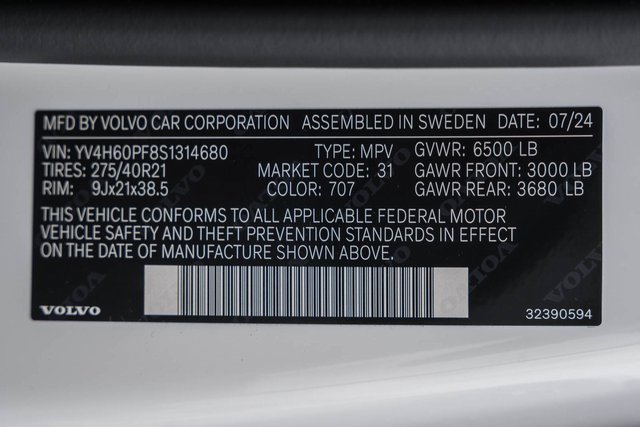 MFD BY VOLVO CAR CORPORATION ASSEMBLED IN SWEDEN DATE: 07/24
VIN: YV4H60PF8S1314680 TYPE: MPV GVWR: 6500 LB
TIRES: 275/40R21 MARKET CODE: 31 GAWR FRONT: 3000 LB
RIM: 9Jx21x38.5 COLOR: 707 GAWR REAR: 3680 LB
THIS VEHICLE CONFORMS TO ALL APPLICABLE FEDERAL MOTOR
VEHICLE SAFETY AND THEFT PREVENTION STANDARDS IN EFFECT
ON THE DATE OF MANUFACTURE SHOWN ABOVE.
VOLVO 32390594